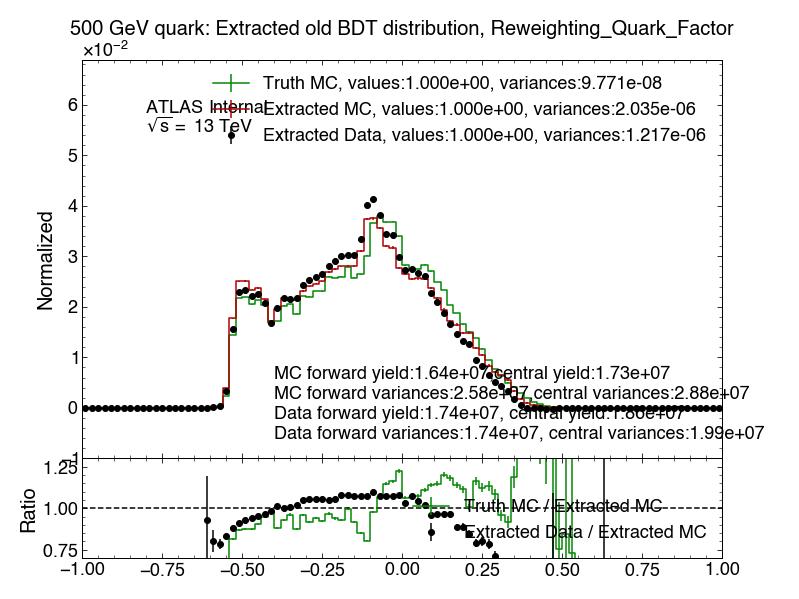 500 GeV quark: Extracted old BDT distribution, Reweighting_Quark_Factor
×10⁻²
Truth MC, values:1.000e+00, variances:9.771e-08
ATLAS Internal
Extracted MC, values:1.000e+00, variances:2.035e-06
√s = 13 TeV
Extracted Data, values:1.000e+00, variances:1.217e-06
6
5
4
3
2
1
0
−1
Normalized
MC forward yield:1.64e+07, central yield:1.73e+07
MC forward variances:2.58e+07, central variances:2.88e+07
Data forward yield:1.74e+07, central yield:1.86e+07
Data forward variances:1.74e+07, central variances:1.99e+07
1.25
1.00
0.75
Ratio
Truth MC / Extracted MC
Extracted Data / Extracted MC
−1.00 −0.75 −0.50 −0.25 0.00 0.25 0.50 0.75 1.00